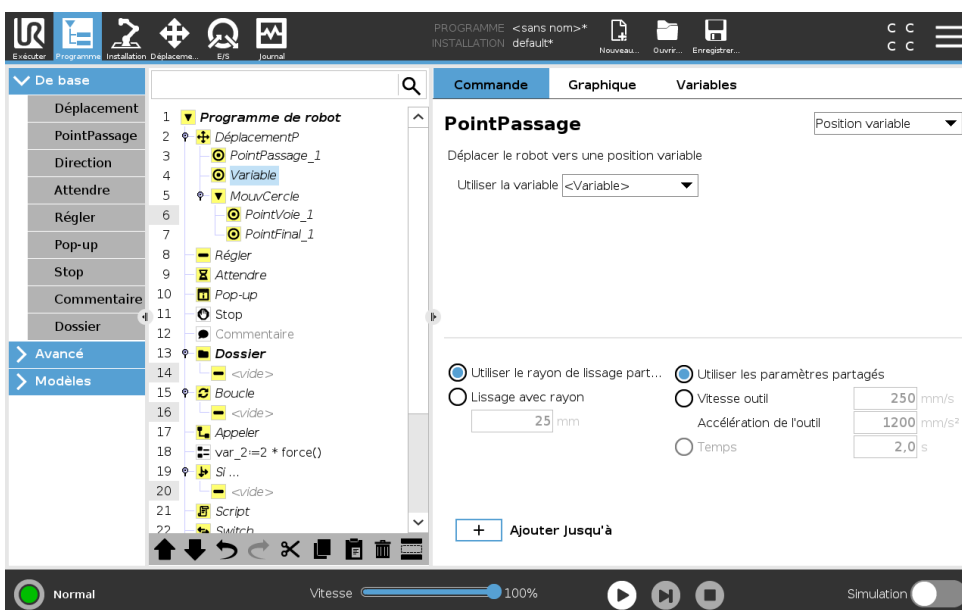 PROGRAMME <sans nom>*
INSTALLATION default*
UR
Exécuter Programme Installation Déplaceme... E/S Journal
Nouveau... Ouvrir... Enregistrer...
C C
C C
De base
Déplacement
PointPassage
Direction
Attendre
Régler
Pop-up
Stop
Commentaire
Dossier
Avancé
Modèles
1 Programme de robot
2 DéplacementP
3 PointPassage_1
4 Variable
5 MouvCercle
6 PointVoie_1
7 PointFinal_1
8 Régler
9 Attendre
10 Pop-up
11 Stop
12 Commentaire
13 Dossier
14 <vide>
15 Boucle
16 <vide>
17 Appeler
18 var_2:=2 * force()
19 Si ...
20 <vide>
21 Script
22 Switch
Commande Graphique Variables
PointPassage
Position variable
Déplacer le robot vers une position variable
Utiliser la variable <Variable>
Utiliser le rayon de lissage part...
Lissage avec rayon
25 mm
Utiliser les paramètres partagés
Vitesse outil 250 mm/s
Accélération de l'outil 1200 mm/s²
Temps 2,0 s
+ Ajouter Jusqu'à
Normal
Vitesse 100%
Simulation